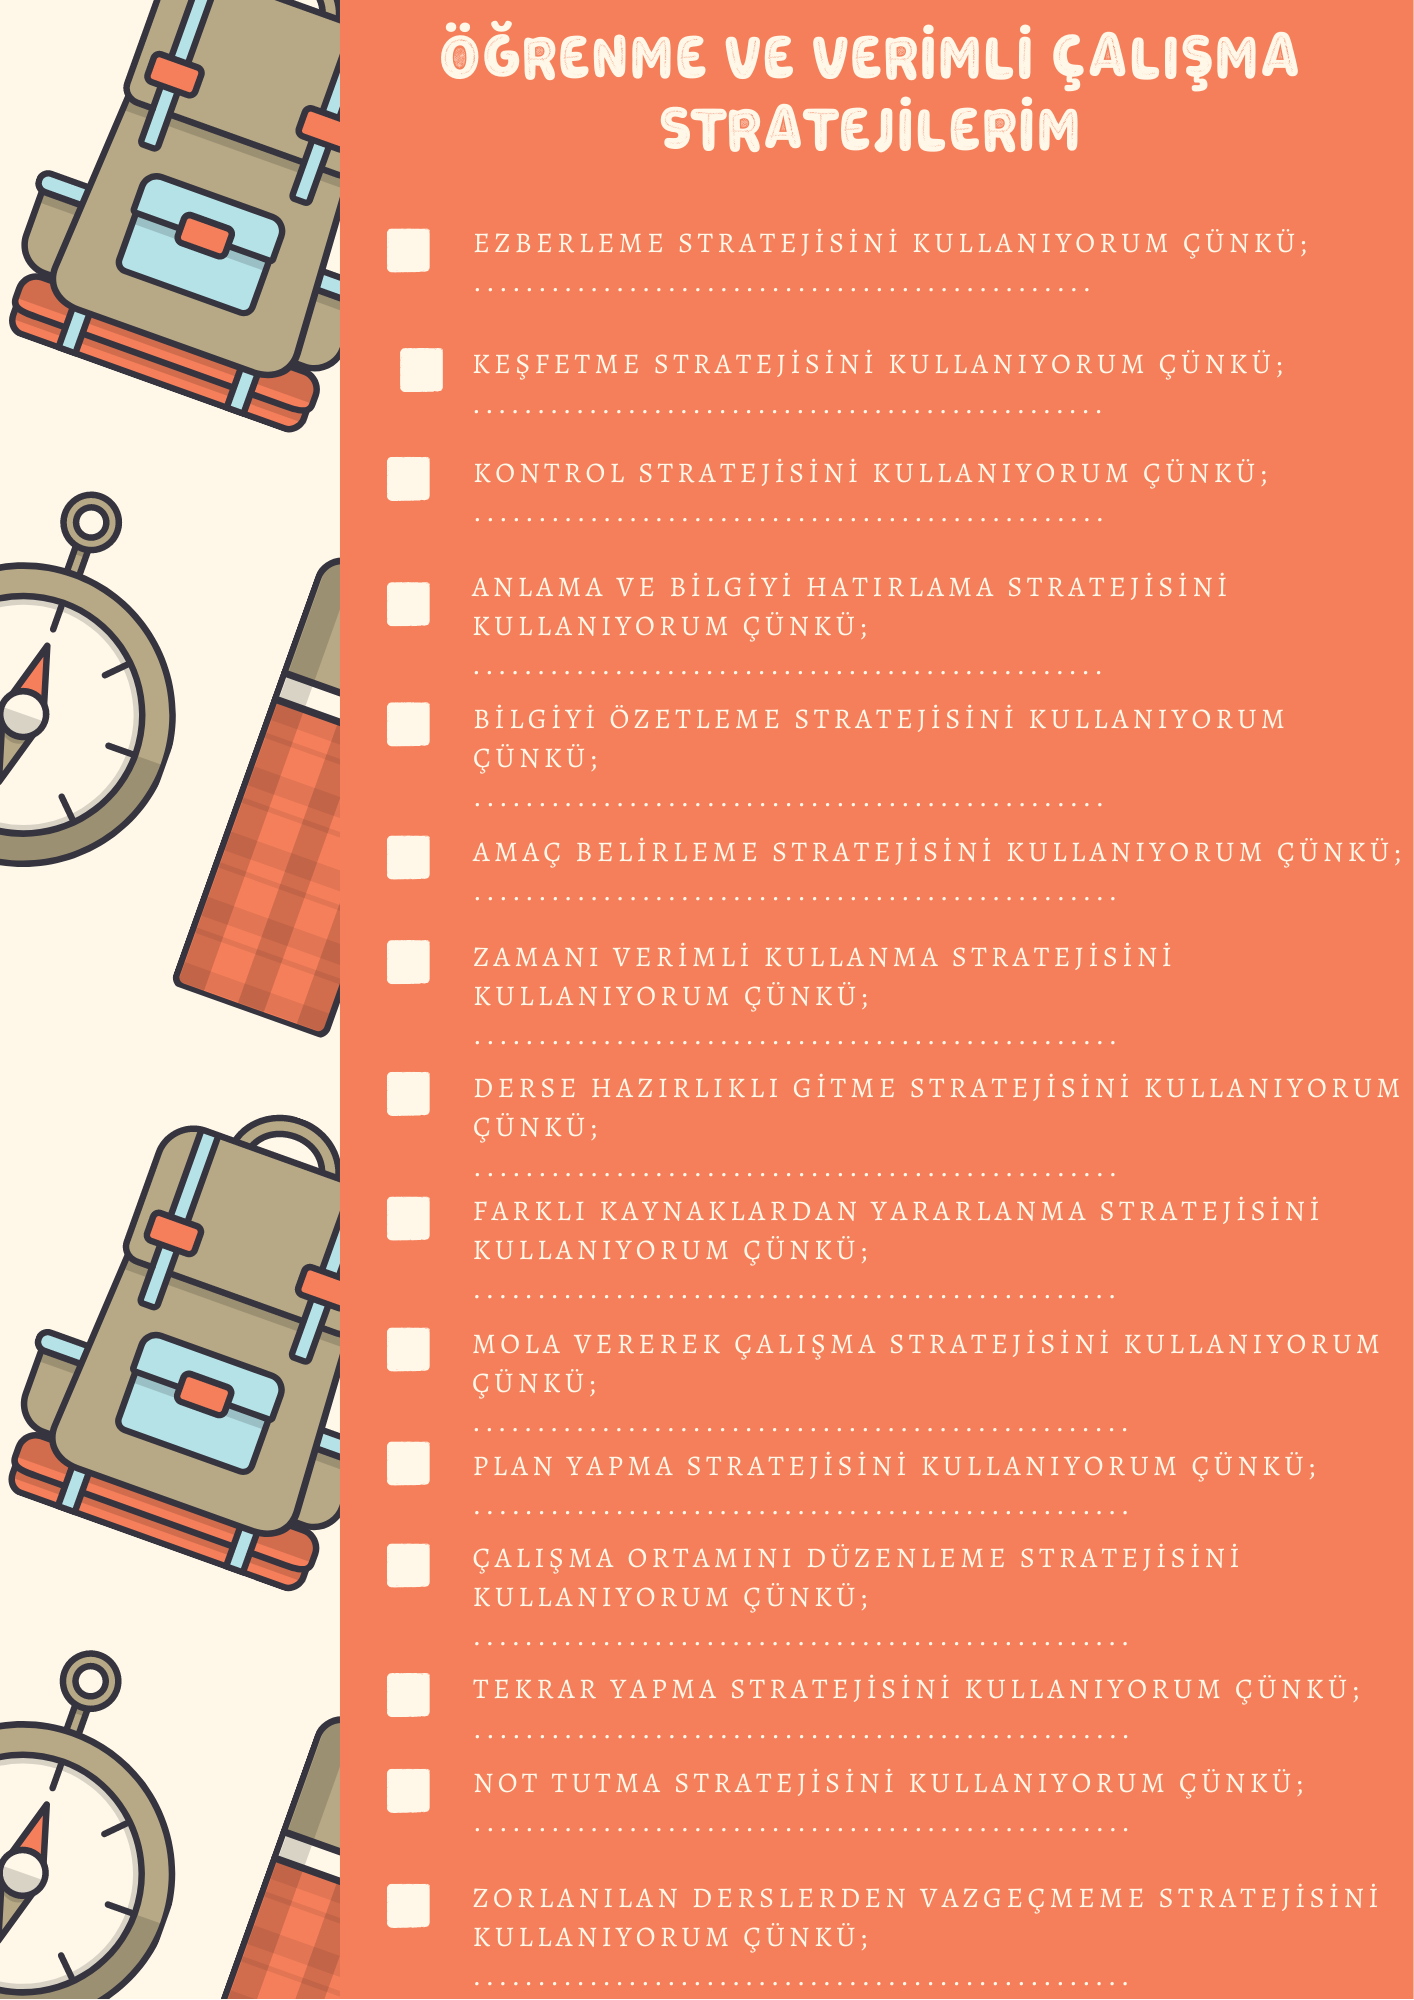 ÖĞRENME VE VERİMLİ ÇALIŞMA
STRATEJİLERİM
EZBERLEME STRATEJİSİNİ KULLANIYORUM ÇÜNKÜ;
................................................
KEŞFETME STRATEJİSİNİ KULLANIYORUM ÇÜNKÜ;
.................................................
KONTROL STRATEJİSİNİ KULLANIYORUM ÇÜNKÜ;
.................................................
ANLAMA VE BİLGİYİ HATIRLAMA STRATEJİSİNİ
KULLANIYORUM ÇÜNKÜ;
.................................................
BİLGİYİ ÖZETLEME STRATEJİSİNİ KULLANIYORUM
ÇÜNKÜ;
.................................................
AMAÇ BELİRLEME STRATEJİSİNİ KULLANIYORUM ÇÜNKÜ;
..................................................
ZAMANI VERİMLİ KULLANMA STRATEJİSİNİ
KULLANIYORUM ÇÜNKÜ;
..................................................
DERSE HAZIRLIKLI GİTME STRATEJİSİNİ KULLANIYORUM
ÇÜNKÜ;
..................................................
FARKLI KAYNAKLARDAN YARARLANMA STRATEJİSİNİ
KULLANIYORUM ÇÜNKÜ;
..................................................
MOLA VEREREK ÇALIŞMA STRATEJİSİNİ KULLANIYORUM
ÇÜNKÜ;
...................................................
PLAN YAPMA STRATEJİSİNİ KULLANIYORUM ÇÜNKÜ;
...................................................
ÇALIŞMA ORTAMINI DÜZENLEME STRATEJİSİNİ
KULLANIYORUM ÇÜNKÜ;
...................................................
TEKRAR YAPMA STRATEJİSİNİ KULLANIYORUM ÇÜNKÜ;
...................................................
NOT TUTMA STRATEJİSİNİ KULLANIYORUM ÇÜNKÜ;
...................................................
ZORLANILAN DERSLERDEN VAZGEÇMEME STRATEJİSİNİ
KULLANIYORUM ÇÜNKÜ;
...................................................